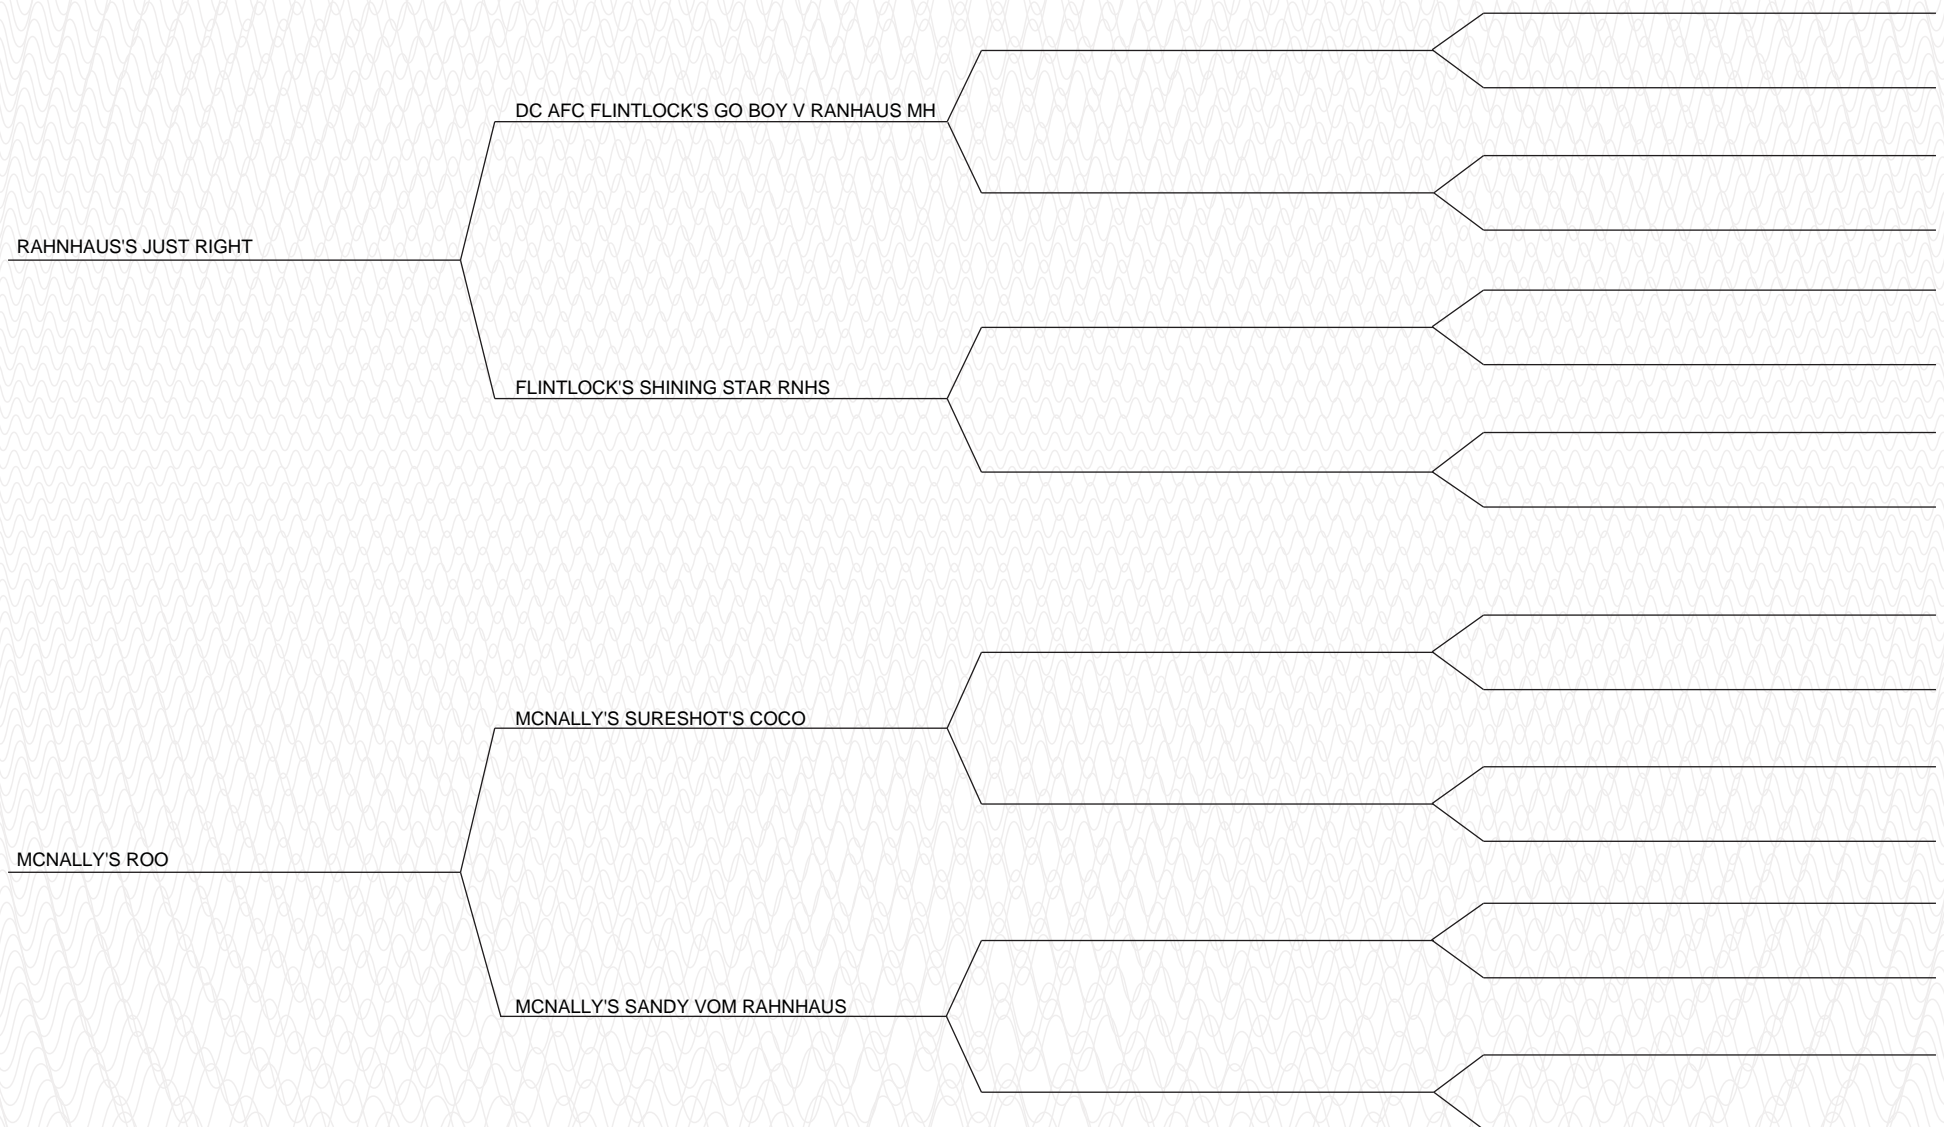 DC AFC FLINTLOCK'S GO BOY V RANHAUS MH
RAHNHAUS'S JUST RIGHT
FLINTLOCK'S SHINING STAR RNHS
MCNALLY'S SURESHOT'S COCO
MCNALLY'S ROO
MCNALLY'S SANDY VOM RAHNHAUS